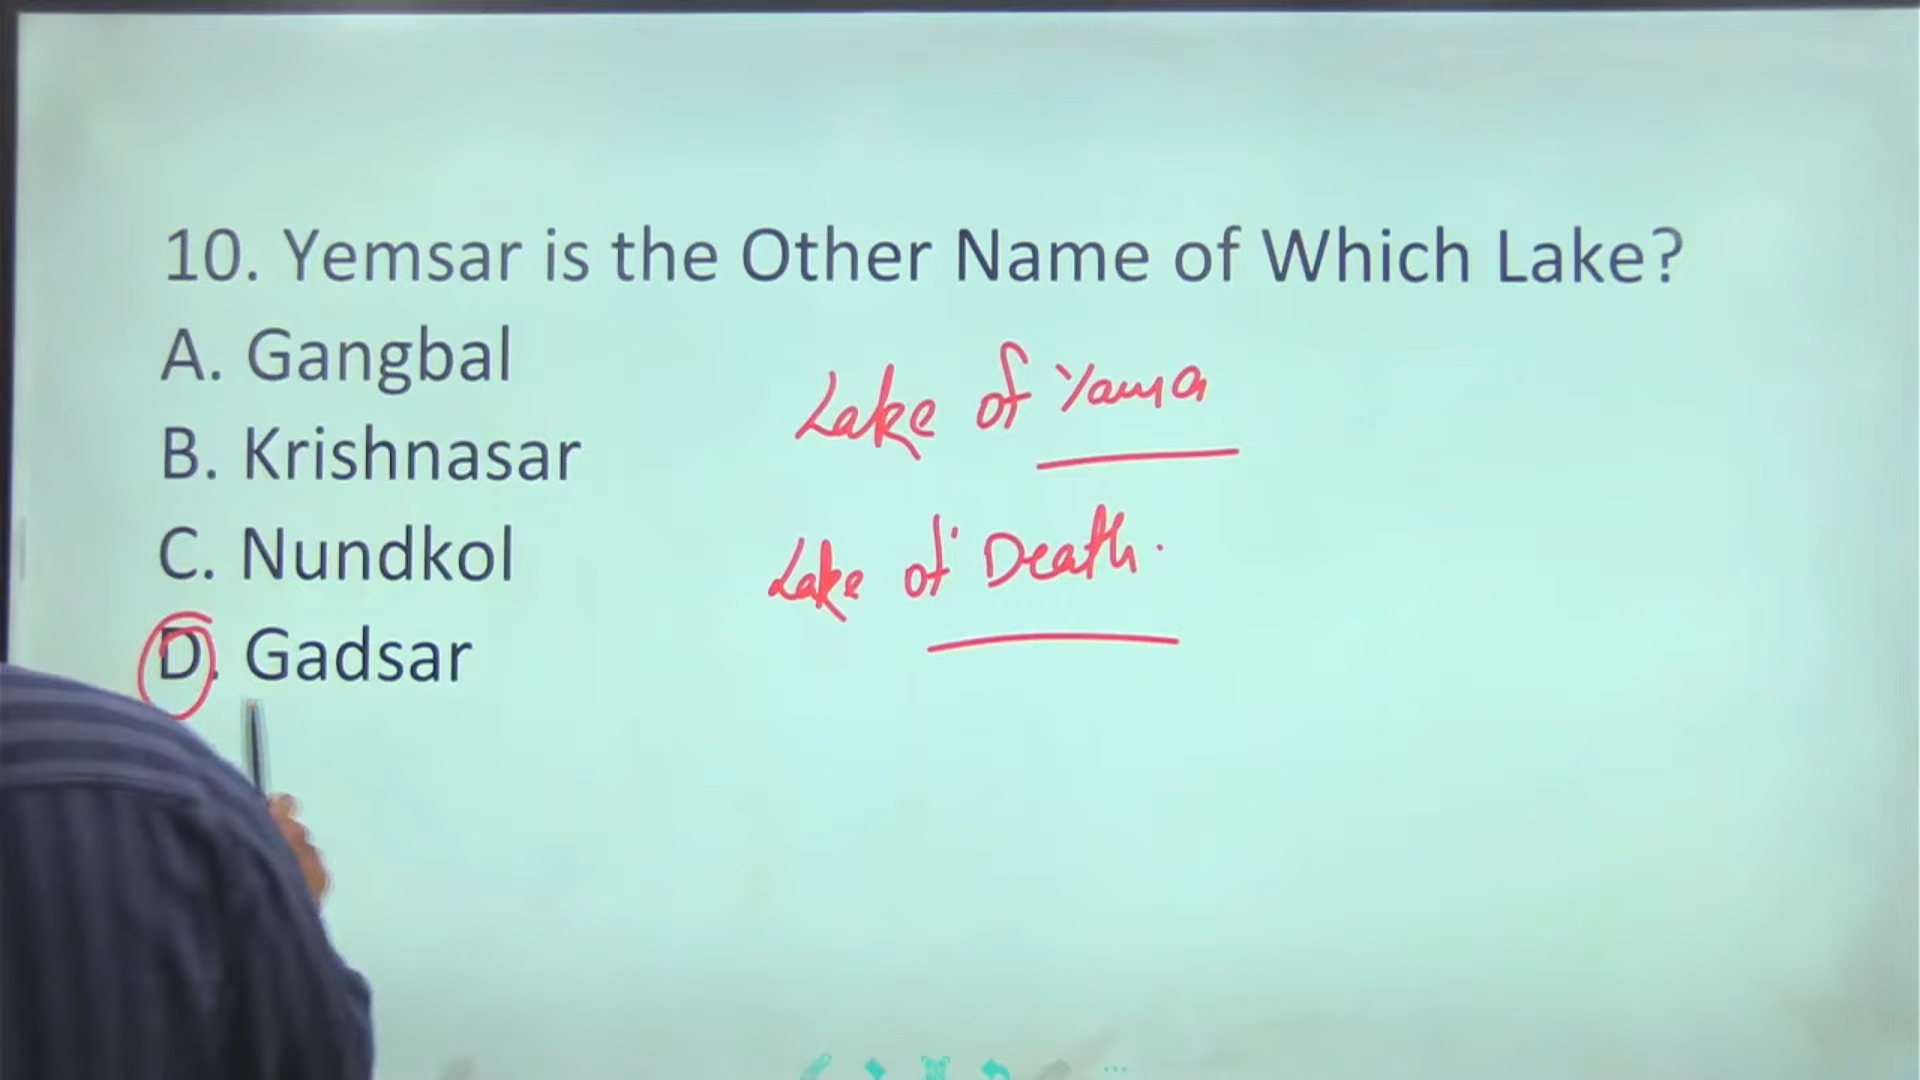 10. Yemsar is the Other Name of Which Lake?
A. Gangbal
B. Krishnasar
C. Nundkol
D. Gadsar
Lake of Yama
Lake of Death.